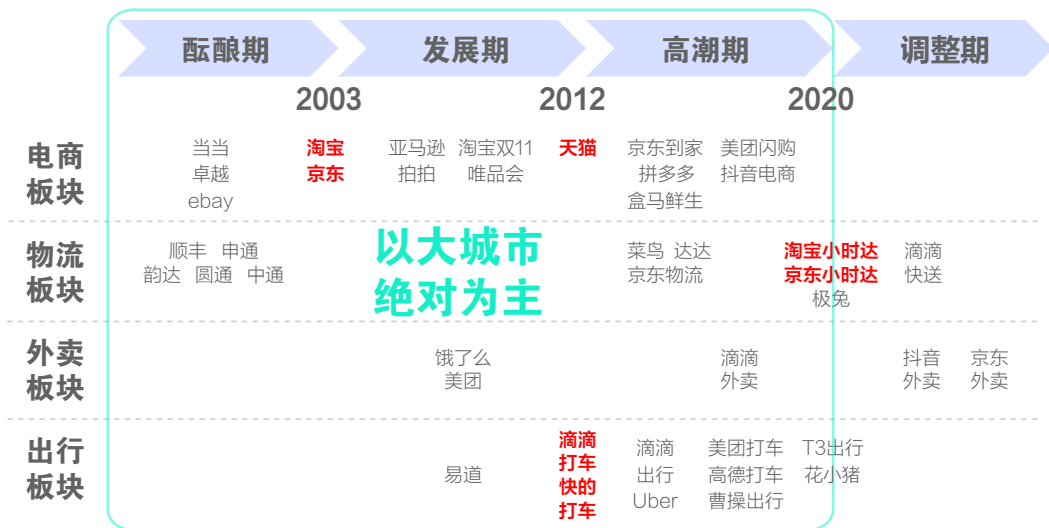 酝酿期 发展期 高潮期 调整期
2003 2012 2020
电商
板块
当当
卓越
ebay
淘宝
京东
亚马逊 淘宝双11
拍拍 唯品会
天猫
京东到家 美团闪购
拼多多 抖音电商
盒马鲜生
物流
板块
顺丰 申通
韵达 圆通 中通
以大城市
绝对为主
菜鸟 达达
京东物流
淘宝小时达
京东小时达
极兔
滴滴
快送
外卖
板块
饿了么
美团
滴滴
外卖
抖音
外卖
京东
外卖
出行
板块
易道
滴滴
打车
快的
打车
滴滴
出行
Uber
美团打车
高德打车
曹操出行
T3出行
花小猪